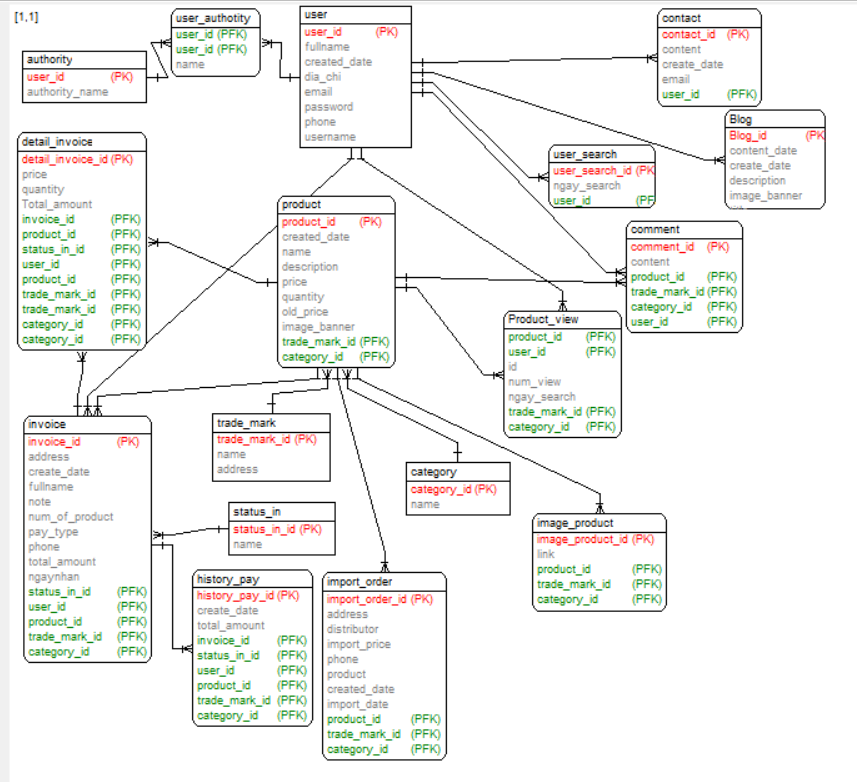 [1,1]
user_authotity
user_id (PFK)
user_id (PFK)
name
user
user_id (PK)
fullname
created_date
dia_chi
email
password
phone
username
contact
contact_id (PK)
content
create_date
email
user_id (PFK)
authority
user_id (PK)
authority_name
Blog
Blog_id (PK
content_date
create_date
description
image_banner
detail_invoice
detail_invoice_id (PK)
price
quantity
Total_amount
invoice_id (PFK)
product_id (PFK)
status_in_id (PFK)
user_id (PFK)
product_id (PFK)
trade_mark_id (PFK)
trade_mark_id (PFK)
category_id (PFK)
category_id (PFK)
user_search
user_search_id (PK
ngay_search
user_id (PF
product
product_id (PK)
created_date
name
description
price
quantity
old_price
image_banner
trade_mark_id (PFK)
category_id (PFK)
comment
comment_id (PK)
content
product_id (PFK)
trade_mark_id (PFK)
category_id (PFK)
user_id (PFK)
Product_view
product_id (PFK)
user_id (PFK)
id
num_view
ngay_search
trade_mark_id (PFK)
category_id (PFK)
invoice
invoice_id (PK)
address
create_date
fullname
note
num_of_product
pay_type
phone
total_amount
ngaynhan
status_in_id (PFK)
user_id (PFK)
product_id (PFK)
trade_mark_id (PFK)
category_id (PFK)
trade_mark
trade_mark_id (PK)
name
address
category
category_id (PK)
name
status_in
status_in_id (PK)
name
image_product
image_product_id (PK)
link
product_id (PFK)
trade_mark_id (PFK)
category_id (PFK)
history_pay
history_pay_id (PK)
create_date
total_amount
invoice_id (PFK)
status_in_id (PFK)
user_id (PFK)
product_id (PFK)
trade_mark_id (PFK)
category_id (PFK)
import_order
import_order_id (PK)
address
distributor
import_price
phone
product
created_date
import_date
product_id (PFK)
trade_mark_id (PFK)
category_id (PFK)